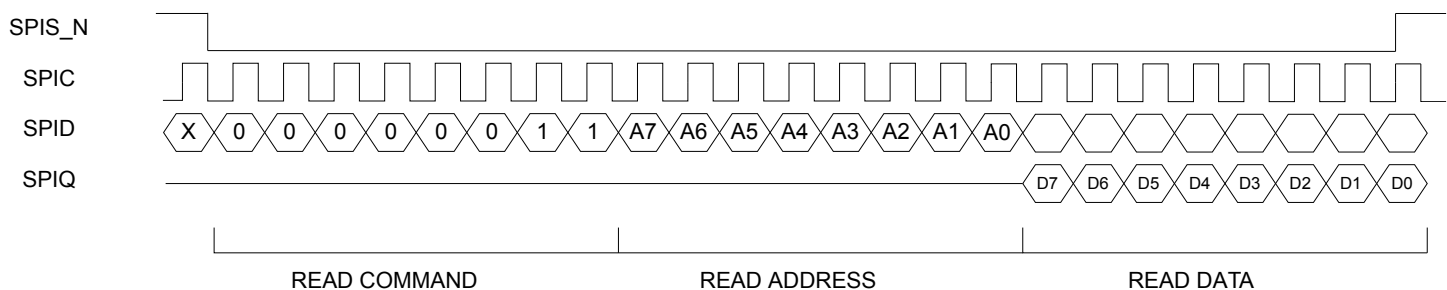 SPIS_N
SPIC
SPID X 0 0 0 0 0 0 1 1 A7 A6 A5 A4 A3 A2 A1 A0
SPIQ D7 D6 D5 D4 D3 D2 D1 D0
READ COMMAND READ ADDRESS READ DATA